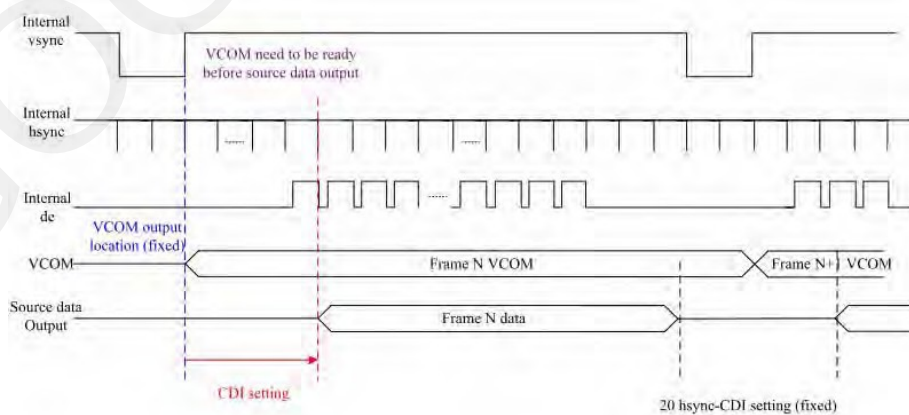 Internal
vsync
VCOM need to be ready
before source data output
Internal
hsync
......
......
Internal
de
......
VCOM output
location (fixed)
VCOM
Frame N VCOM
Frame N+1 VCOM
Source data
Output
Frame N data
CDI setting
20 hsync-CDI setting (fixed)